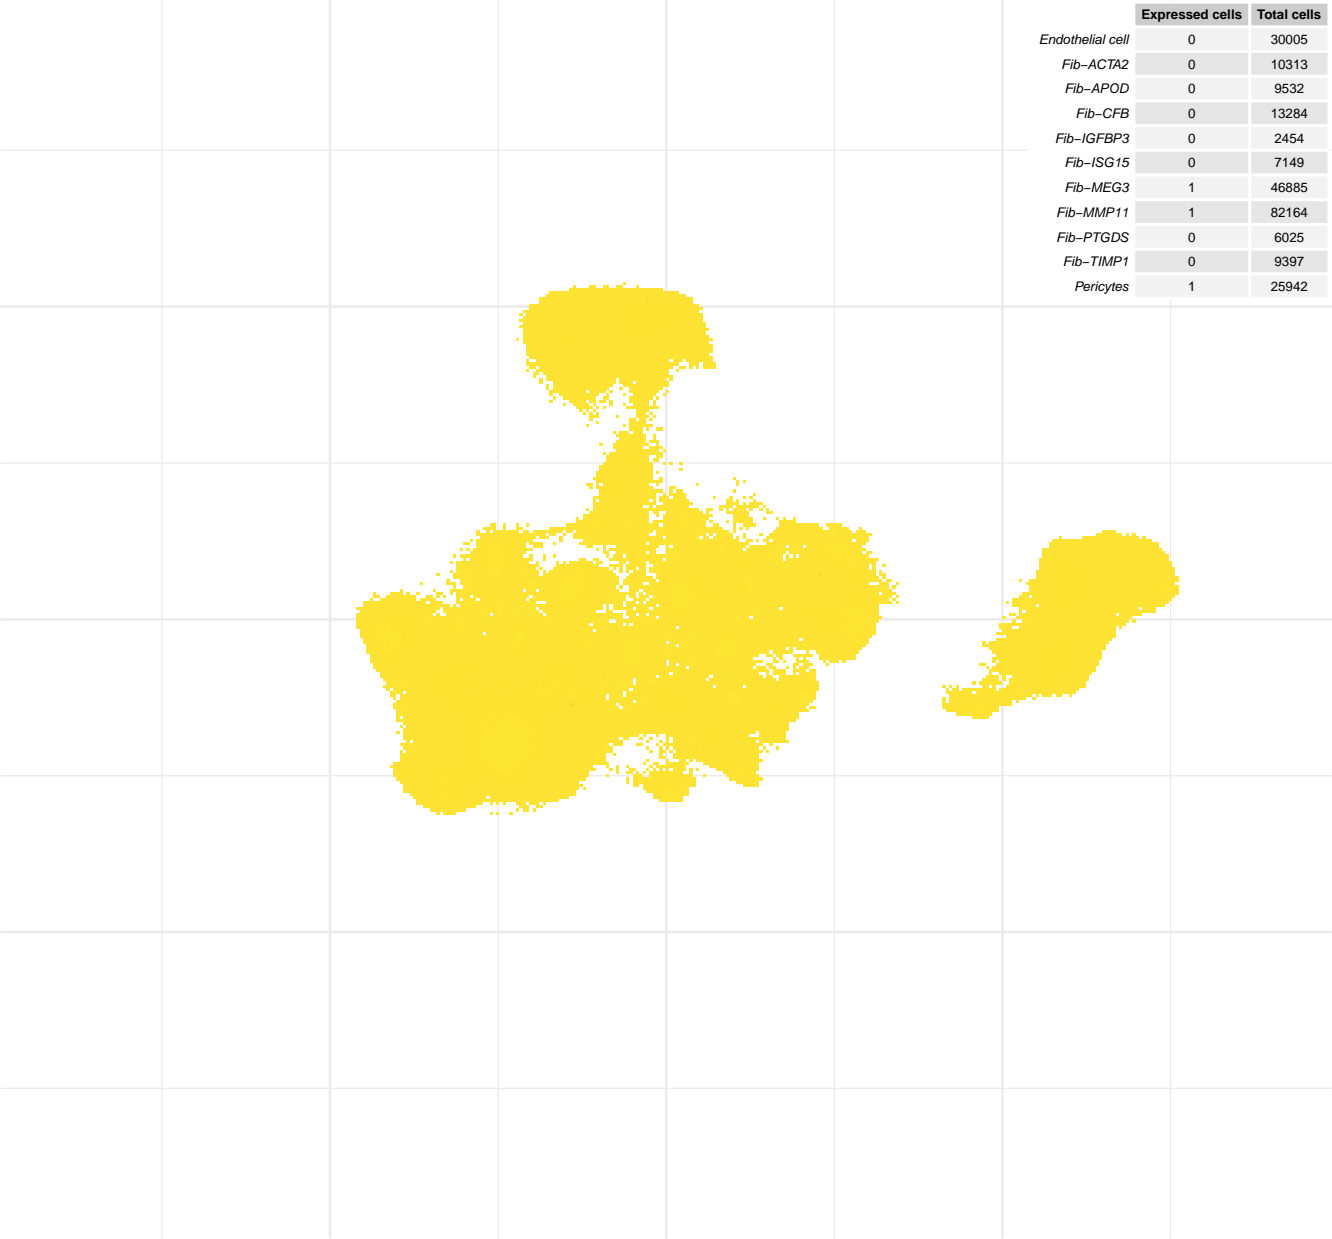 Expressed cells Total cells
Endothelial cell 0 30005
Fib−ACTA2 0 10313
Fib−APOD 0 9532
Fib−CFB 0 13284
Fib−IGFBP3 0 2454
Fib−ISG15 0 7149
Fib−MEG3 1 46885
Fib−MMP11 1 82164
Fib−PTGDS 0 6025
Fib−TIMP1 0 9397
Pericytes 1 25942